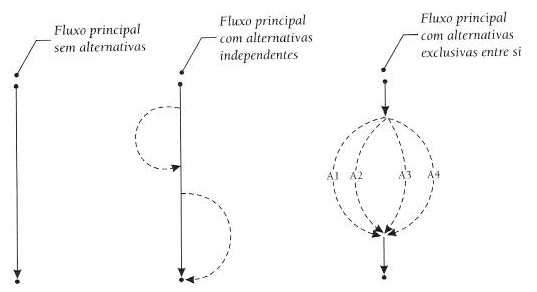 Fluxo principal
sem alternativas
Fluxo principal
com alternativas
independentes
Fluxo principal
com alternativas
exclusivas entre si
A1 A2 A3 A4